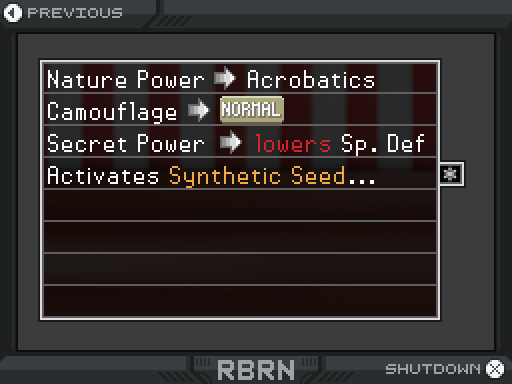 PREVIOUS
Nature Power ➡ Acrobatics
Camouflage ➡ NORMAL
Secret Power ➡ lowers Sp. Def
Activates Synthetic Seed...
RBRN
SHUTDOWN